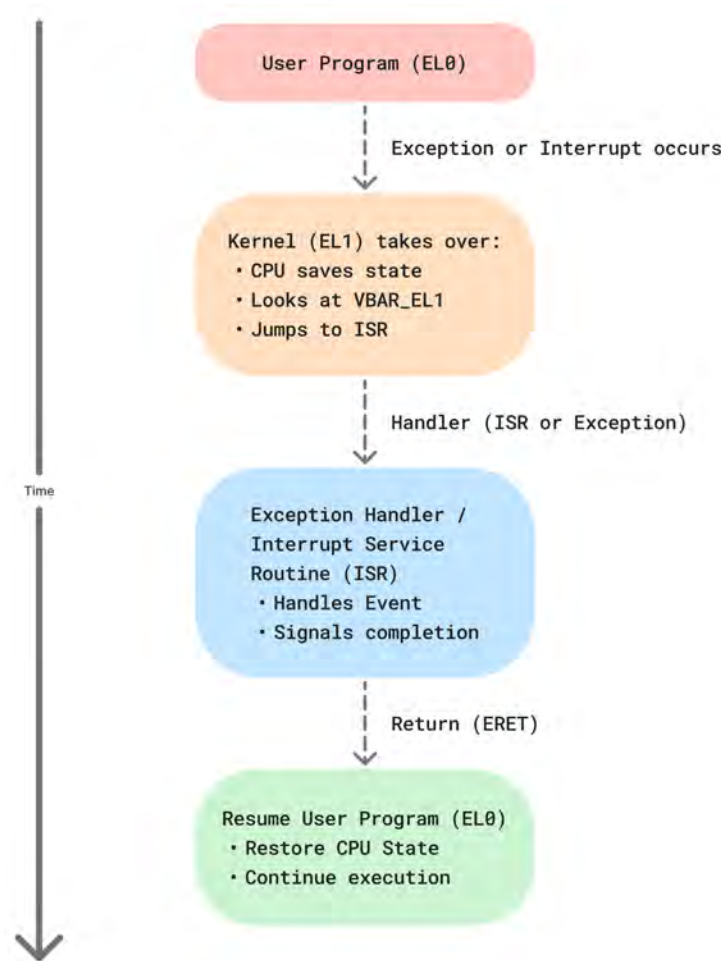 User Program (EL0)
Exception or Interrupt occurs
Kernel (EL1) takes over:
• CPU saves state
• Looks at VBAR_EL1
• Jumps to ISR
Handler (ISR or Exception)
Time
Exception Handler /
Interrupt Service
Routine (ISR)
• Handles Event
• Signals completion
Return (ERET)
Resume User Program (EL0)
• Restore CPU State
• Continue execution